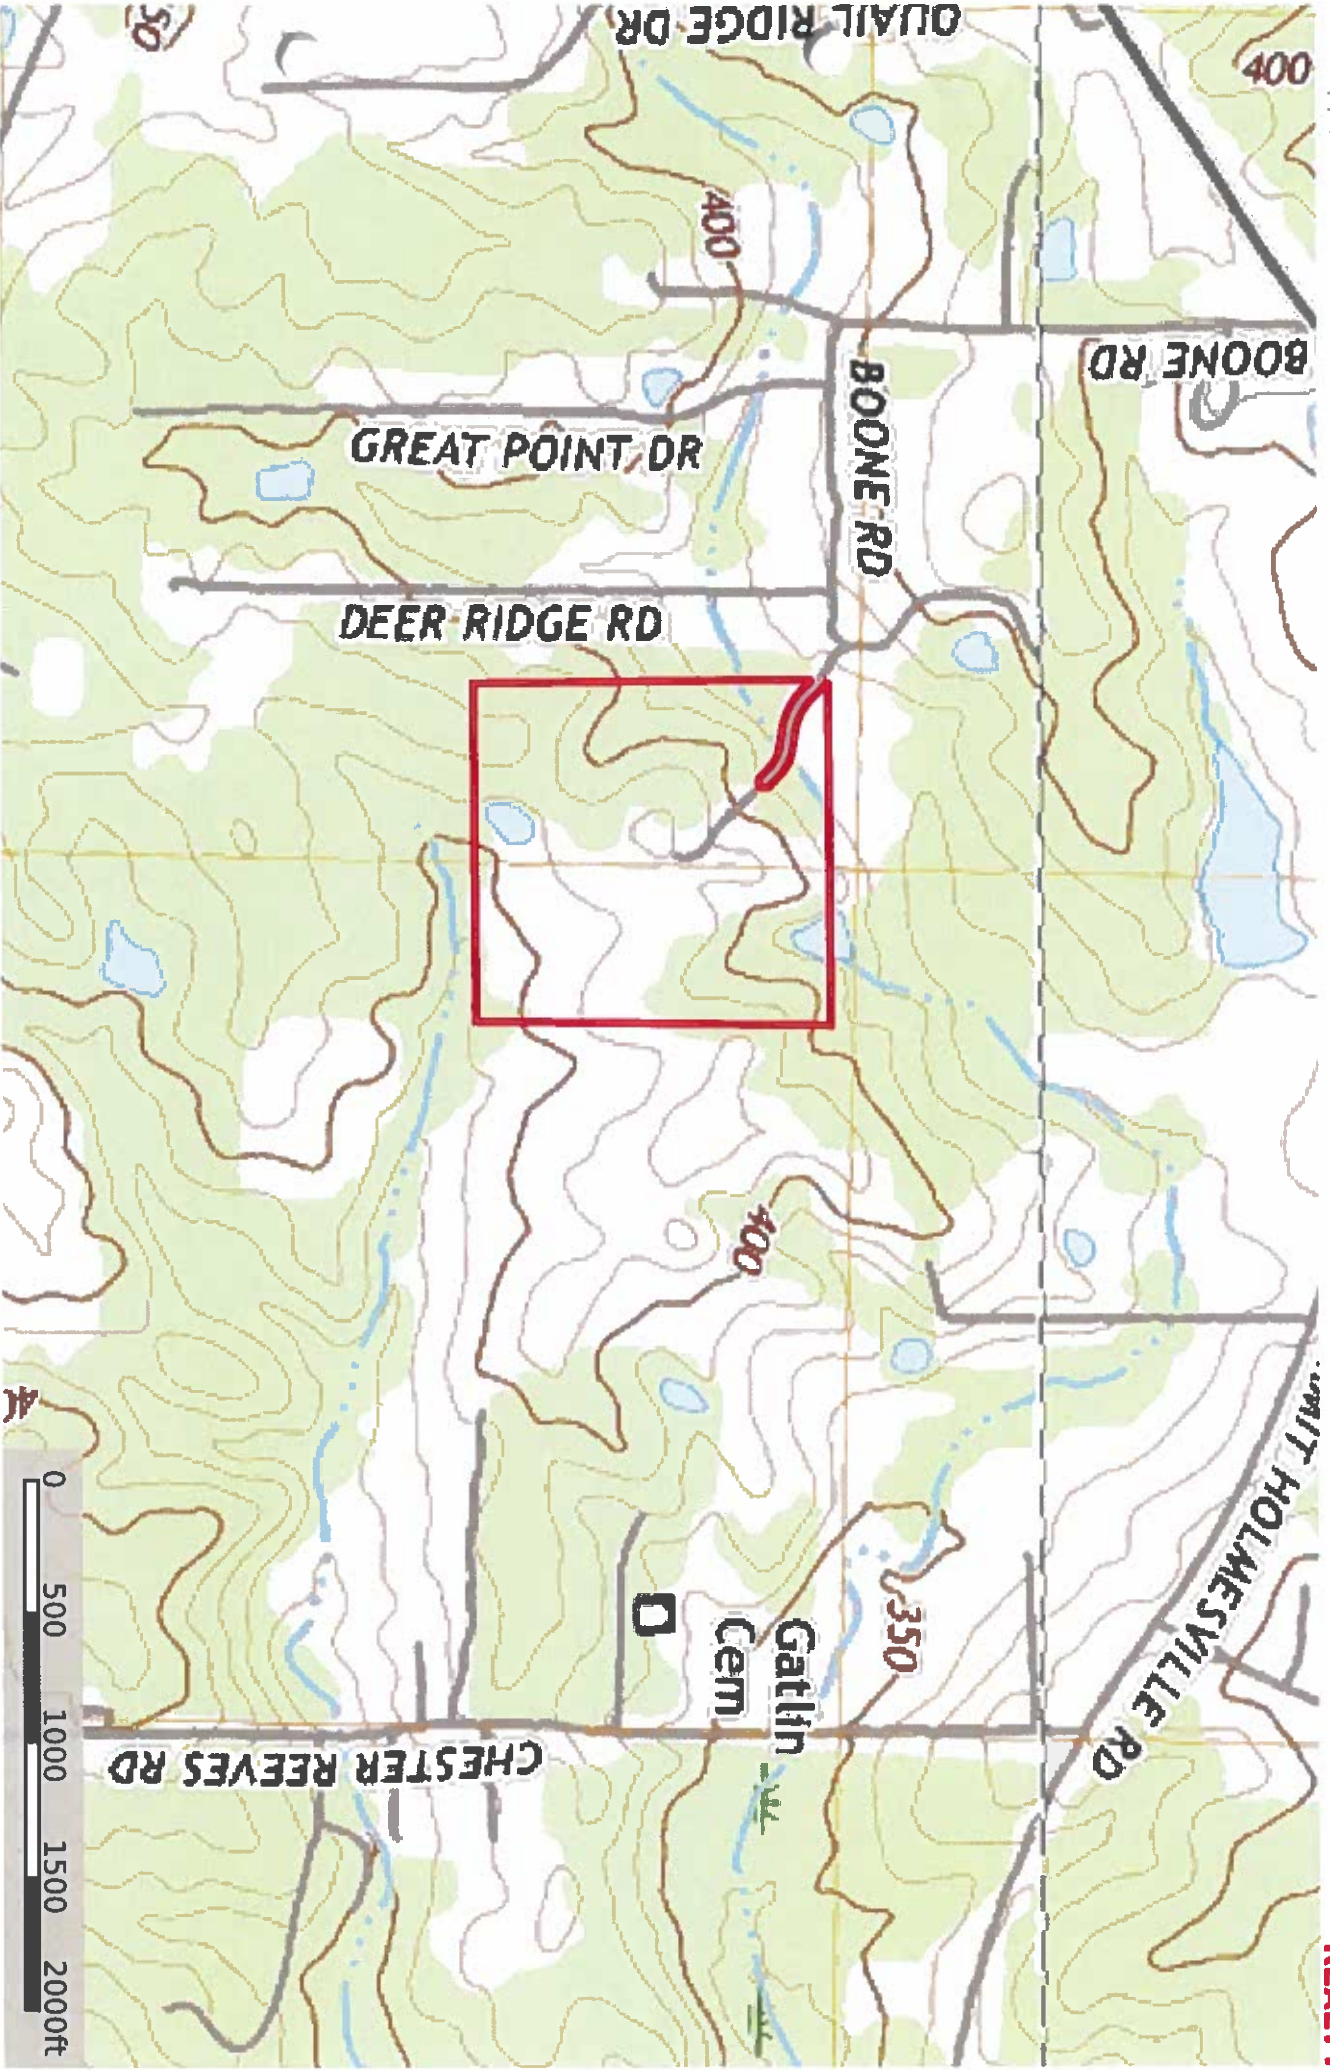 QUAIL RIDGE DR
50
400
400
BOONE RD
BOONE RD
GREAT POINT DR
DEER RIDGE RD
400
350
Gatlin
Cem
HOLMESVILLE RD
CHESTER REEVES RD
0 500 1000 1500 2000ft